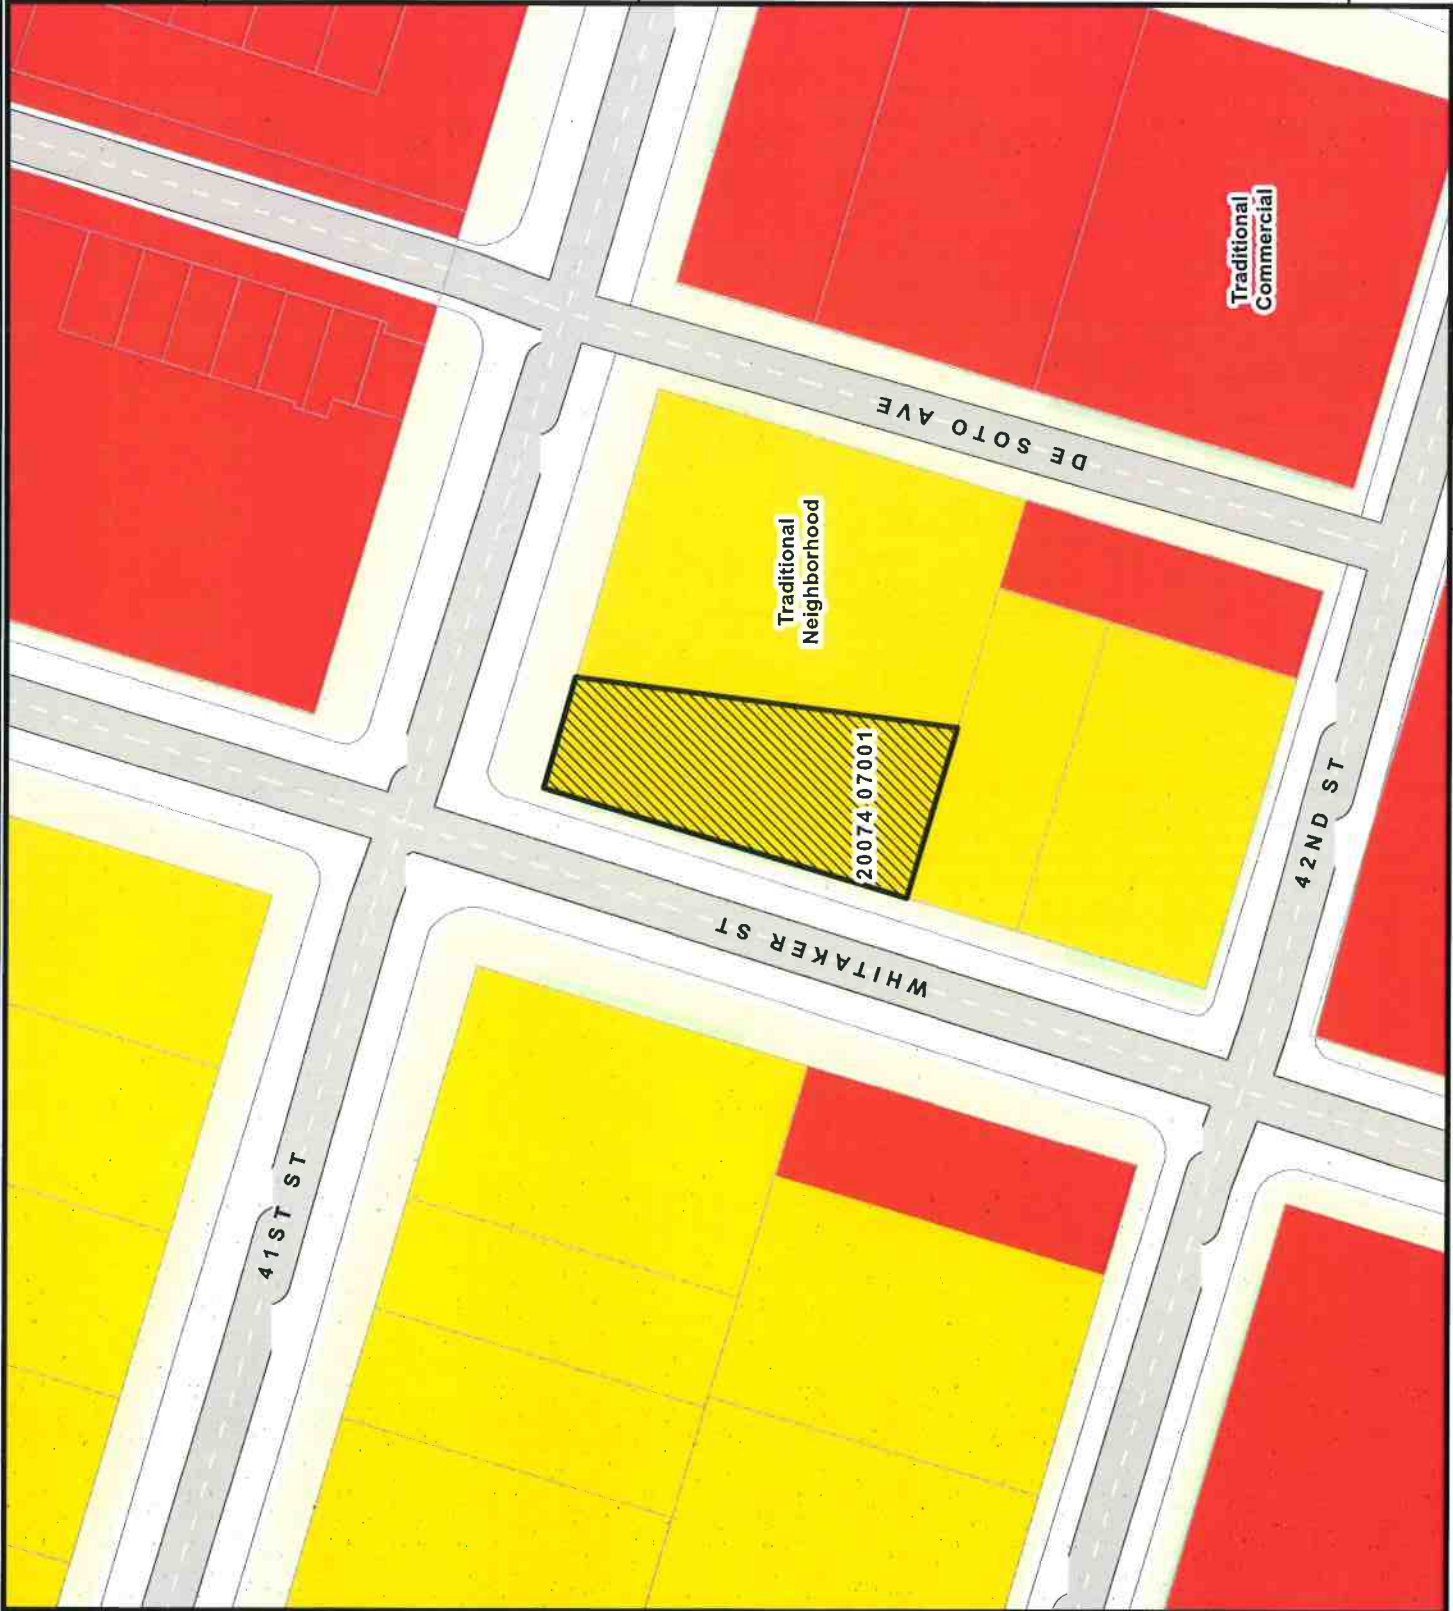 Traditional
Commercial
DE SOTO AVE
Traditional
Neighborhood
20074 07001
WHITAKER ST
42ND ST
41ST ST